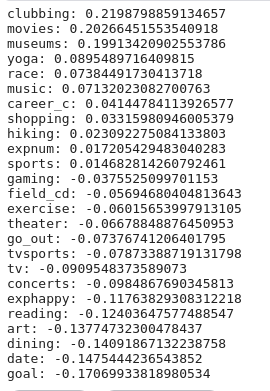 clubbing: 0.2198798859134657
movies: 0.20266451553540918
museums: 0.19913420902553786
yoga: 0.0895489716409815
race: 0.07384491730413718
music: 0.07132023082700763
career_c: 0.04144784113926577
shopping: 0.03315980946005379
hiking: 0.023092275084133803
expnum: 0.017205429483040283
sports: 0.014682814260792461
gaming: -0.0375525099701153
field_cd: -0.05694680404813643
exercise: -0.06015653997913105
theater: -0.06678848876450953
go_out: -0.07376741206401795
tvsports: -0.07873388719131798
tv: -0.0909548373589073
concerts: -0.0984867690345813
exphappy: -0.11763829308312218
reading: -0.12403647577488547
art: -0.13774732300478437
dining: -0.14091867132238758
date: -0.1475444236543852
goal: -0.17069933818980534